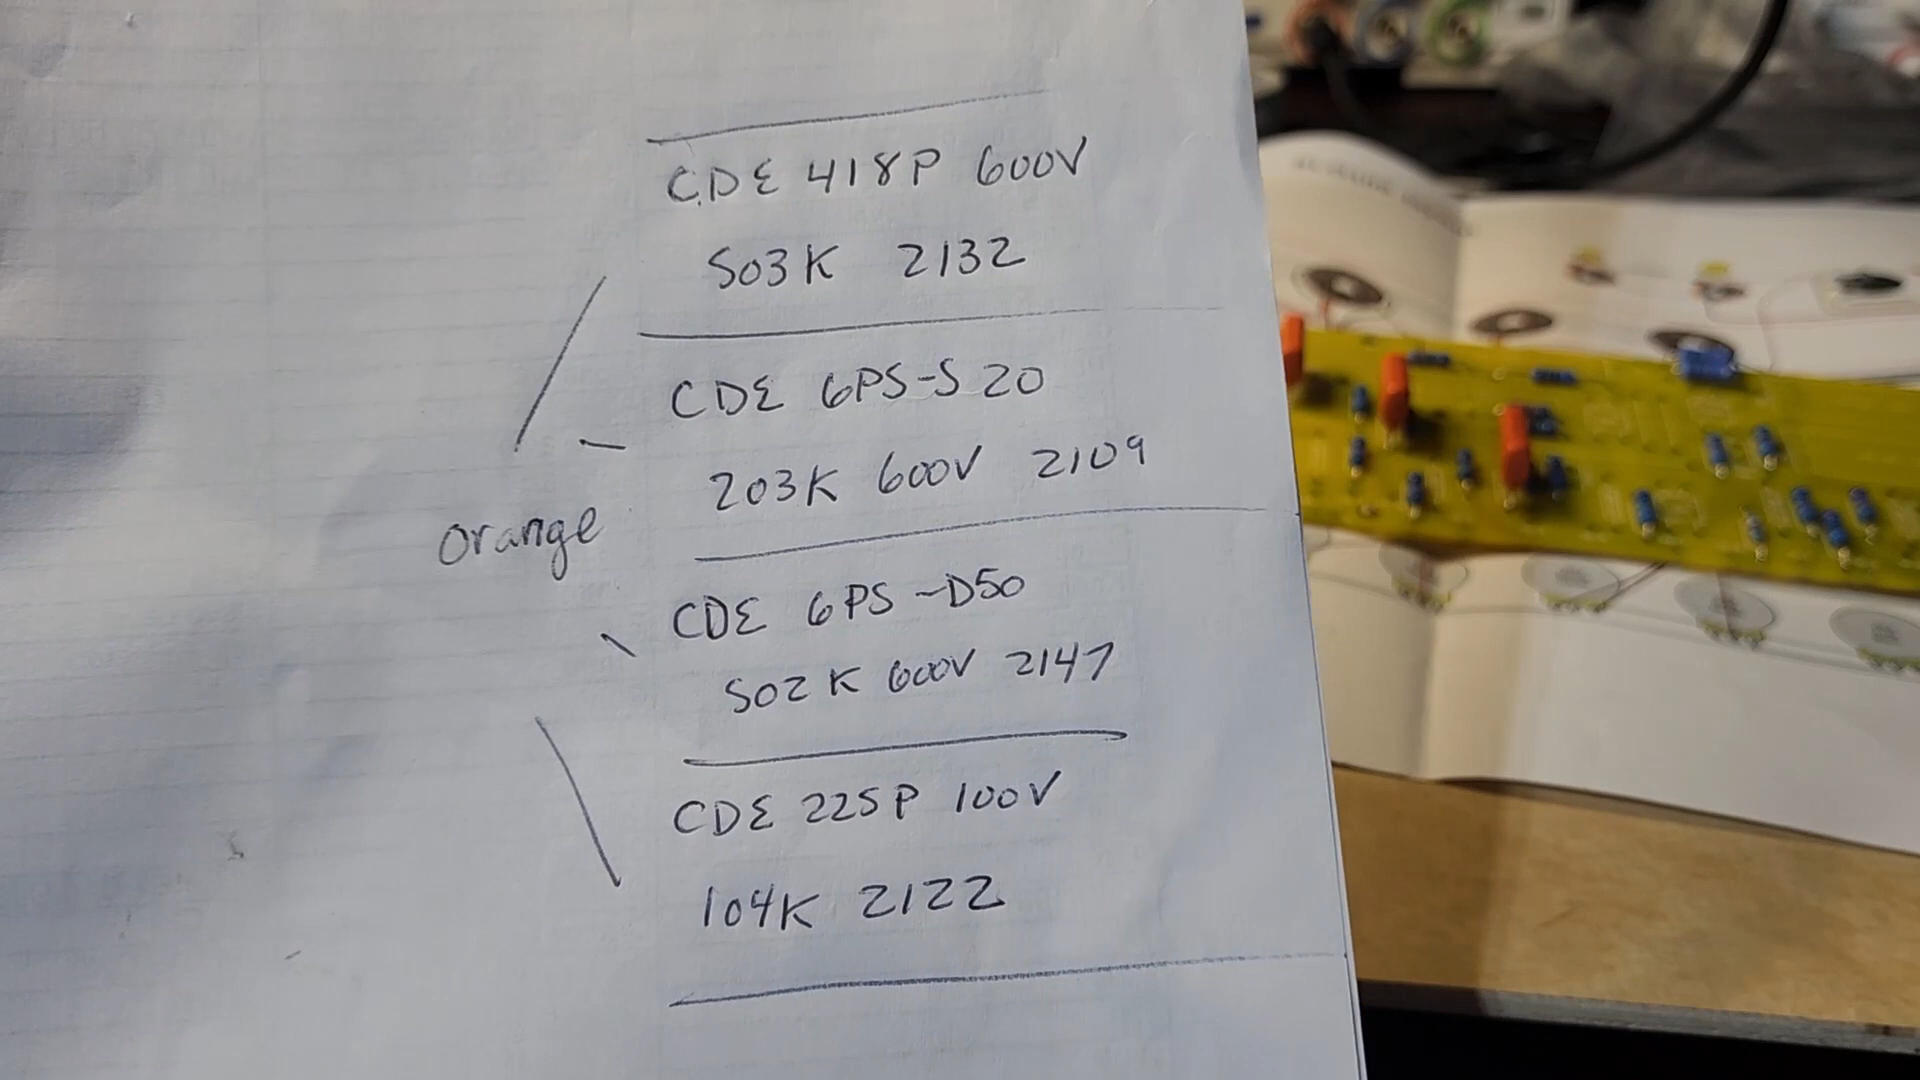 CDE 418P 600V
503K 2132
CDE 6PS-S20
203K 600V 2109
orange
CDE 6PS-D50
502K 600V 2147
CDE 225P 100V
104K 2122